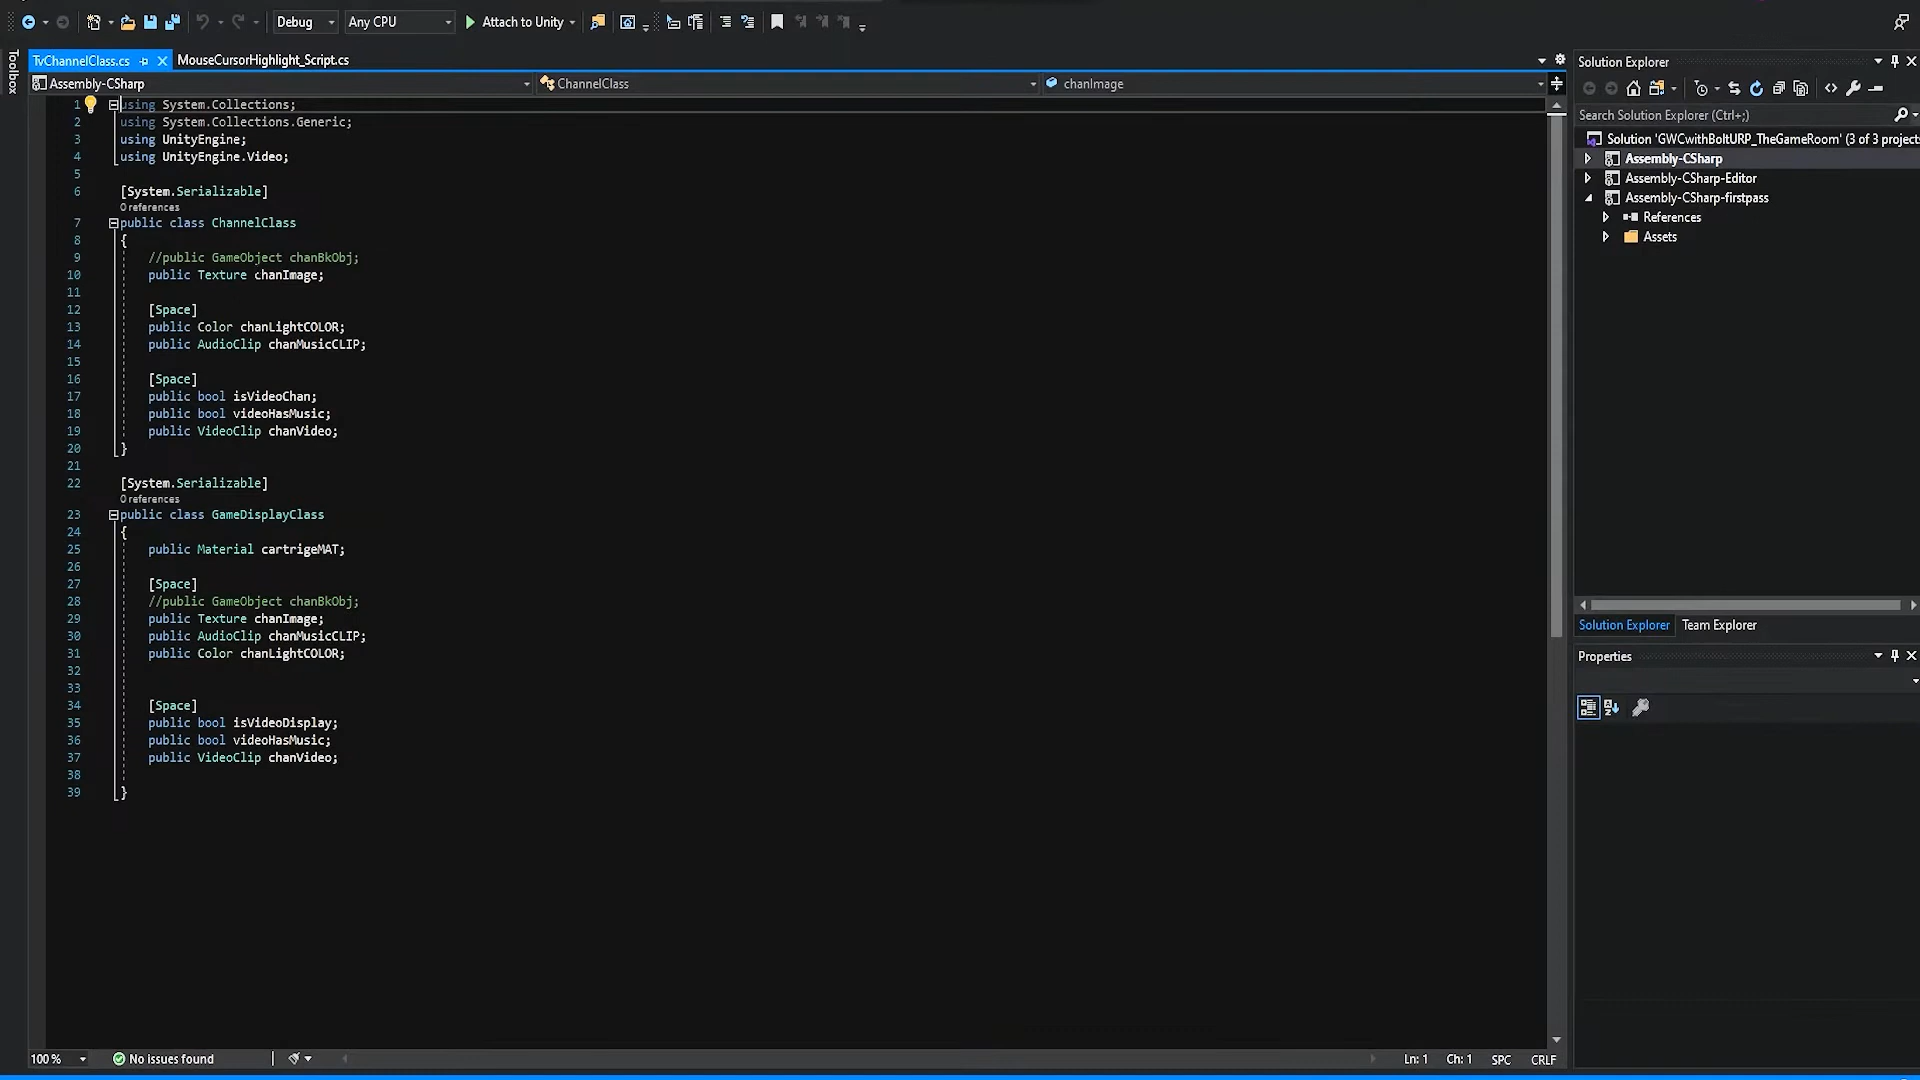 Debug
Any CPU
Attach to Unity
Toolbox
TvChannelClass.cs
MouseCursorHighlight_Script.cs
Assembly-CSharp
ChannelClass
chanImage
1 using System.Collections;
2 using System.Collections.Generic;
3 using UnityEngine;
4 using UnityEngine.Video;
5
6 [System.Serializable]
0 references
7 public class ChannelClass
8 {
9 //public GameObject chanBkObj;
10 public Texture chanImage;
11
12 [Space]
13 public Color chanLightCOLOR;
14 public AudioClip chanMusicCLIP;
15
16 [Space]
17 public bool isVideoChan;
18 public bool videoHasMusic;
19 public VideoClip chanVideo;
20 }
21
22 [System.Serializable]
0 references
23 public class GameDisplayClass
24 {
25 public Material cartrigeMAT;
26
27 [Space]
28 //public GameObject chanBkObj;
29 public Texture chanImage;
30 public AudioClip chanMusicCLIP;
31 public Color chanLightCOLOR;
32
33
34 [Space]
35 public bool isVideoDisplay;
36 public bool videoHasMusic;
37 public VideoClip chanVideo;
38
39 }
100 %
No issues found
Ln: 1
Ch: 1
SPC
CRLF
Solution Explorer
Search Solution Explorer (Ctrl+;)
Solution 'GWCwithBoltURP_TheGameRoom' (3 of 3 projects
Assembly-CSharp
Assembly-CSharp-Editor
Assembly-CSharp-firstpass
References
Assets
Solution Explorer
Team Explorer
Properties